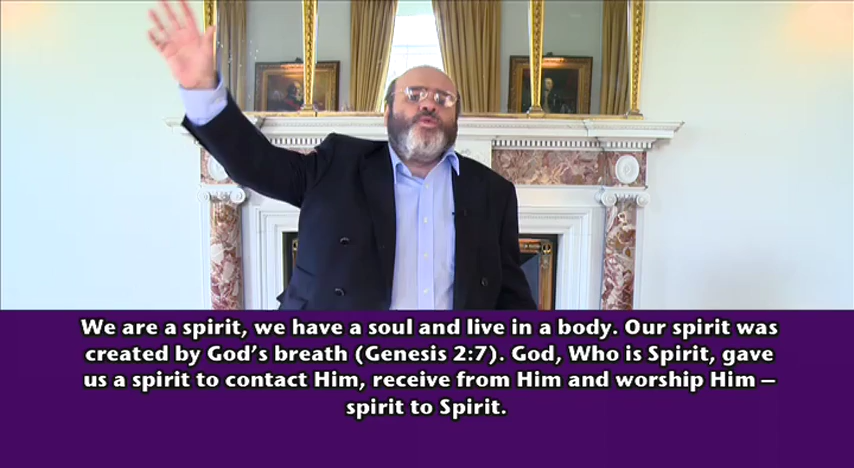 We are a spirit, we have a soul and live in a body. Our spirit was
created by God’s breath (Genesis 2:7). God, Who is Spirit, gave
us a spirit to contact Him, receive from Him and worship Him –
spirit to Spirit.